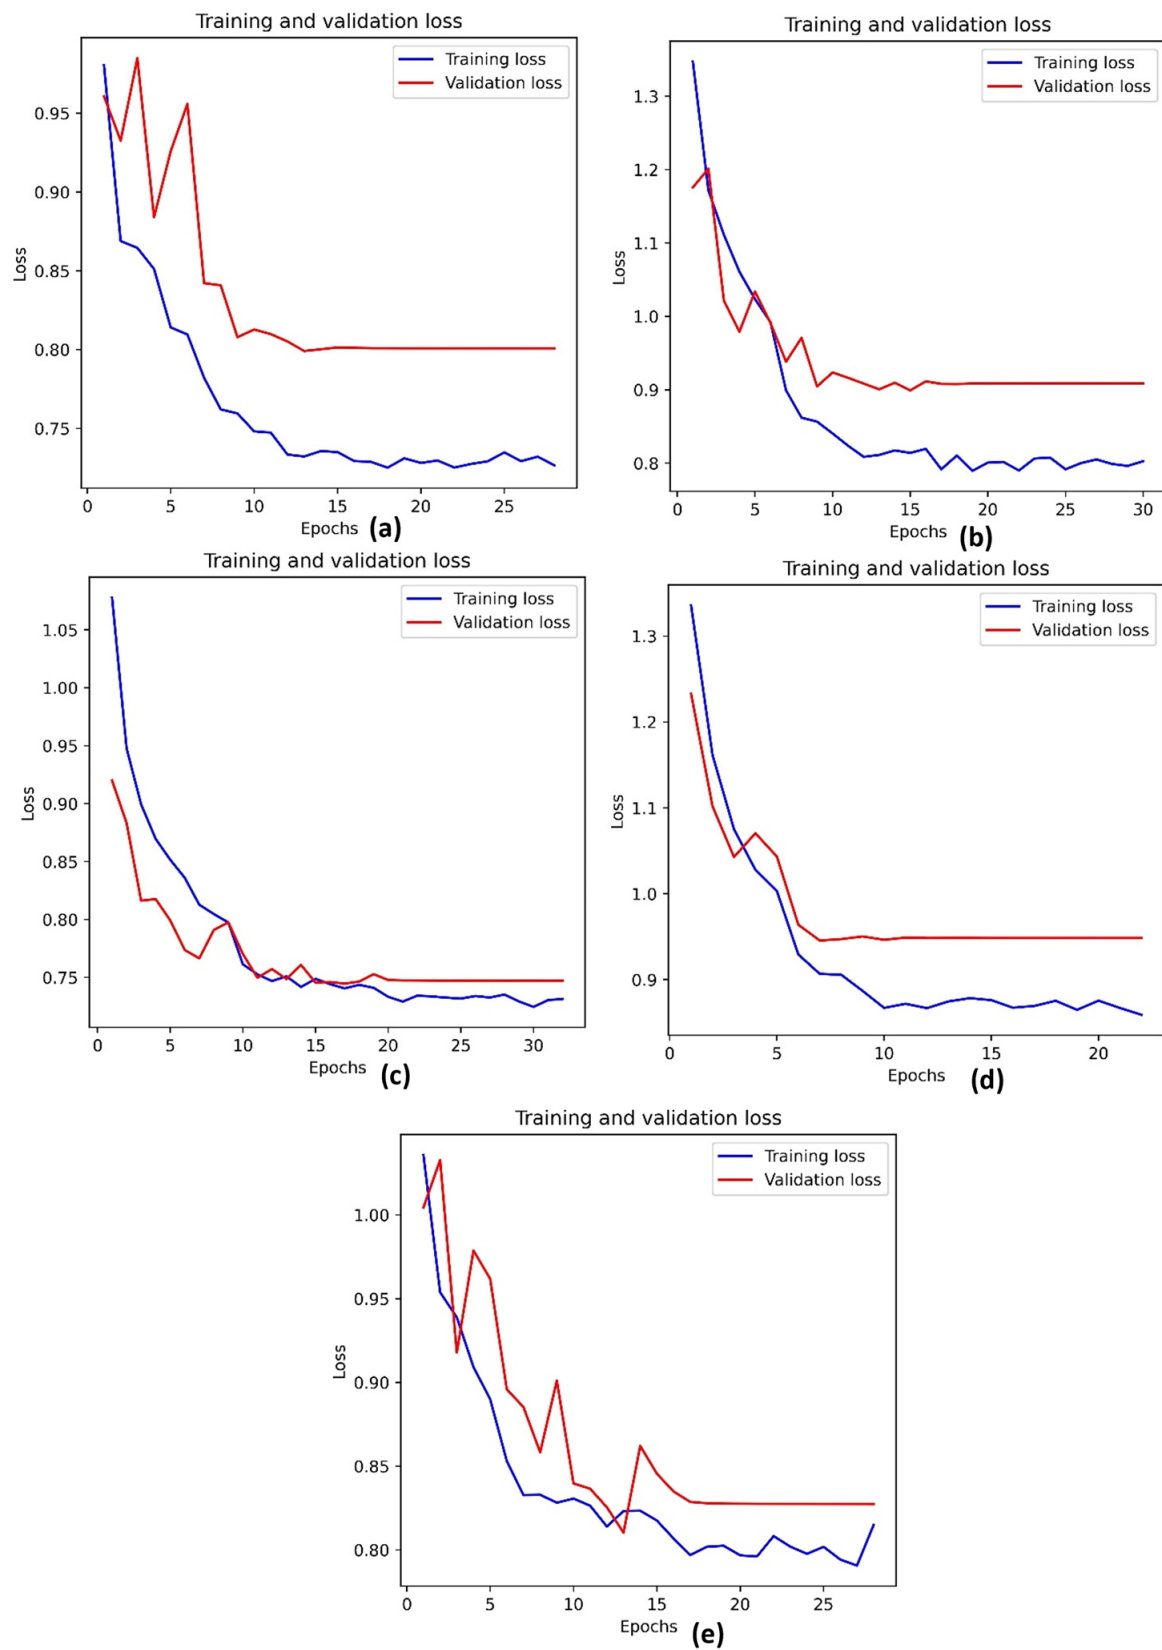 Training and validation loss
Training loss
Validation loss
0.95
0.90
0.85
0.80
0.75
Loss
0 5 10 15 20 25
Epochs (a)
Training and validation loss
Training loss
Validation loss
1.3
1.2
1.1
1.0
0.9
0.8
Loss
0 5 10 15 20 25 30
Epochs (b)
Training and validation loss
Training loss
Validation loss
1.05
1.00
0.95
0.90
0.85
0.80
0.75
Loss
0 5 10 15 20 25 30
Epochs (c)
Training and validation loss
Training loss
Validation loss
1.3
1.2
1.1
1.0
0.9
Loss
0 5 10 15 20
Epochs (d)
Training and validation loss
Training loss
Validation loss
1.00
0.95
0.90
0.85
0.80
Loss
0 5 10 15 20 25
Epochs (e)